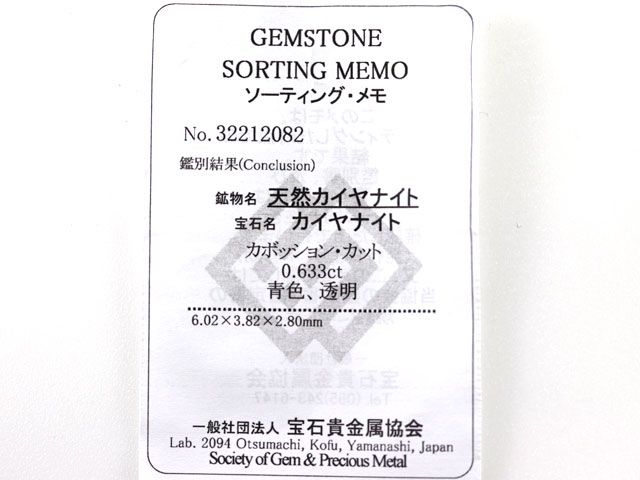 GEMSTONE
SORTING MEMO
ソーティング・メモ
No. 32212082
鑑別結果(Conclusion)
鉱物名 天然カイヤナイト
宝石名 カイヤナイト
カボッション・カット
0.633ct
青色、透明
6.02×3.82×2.80mm
一般社団法人 宝石貴金属協会
Lab. 2094 Otsumachi, Kofu, Yamanashi, Japan
Society of Gem & Precious Metal